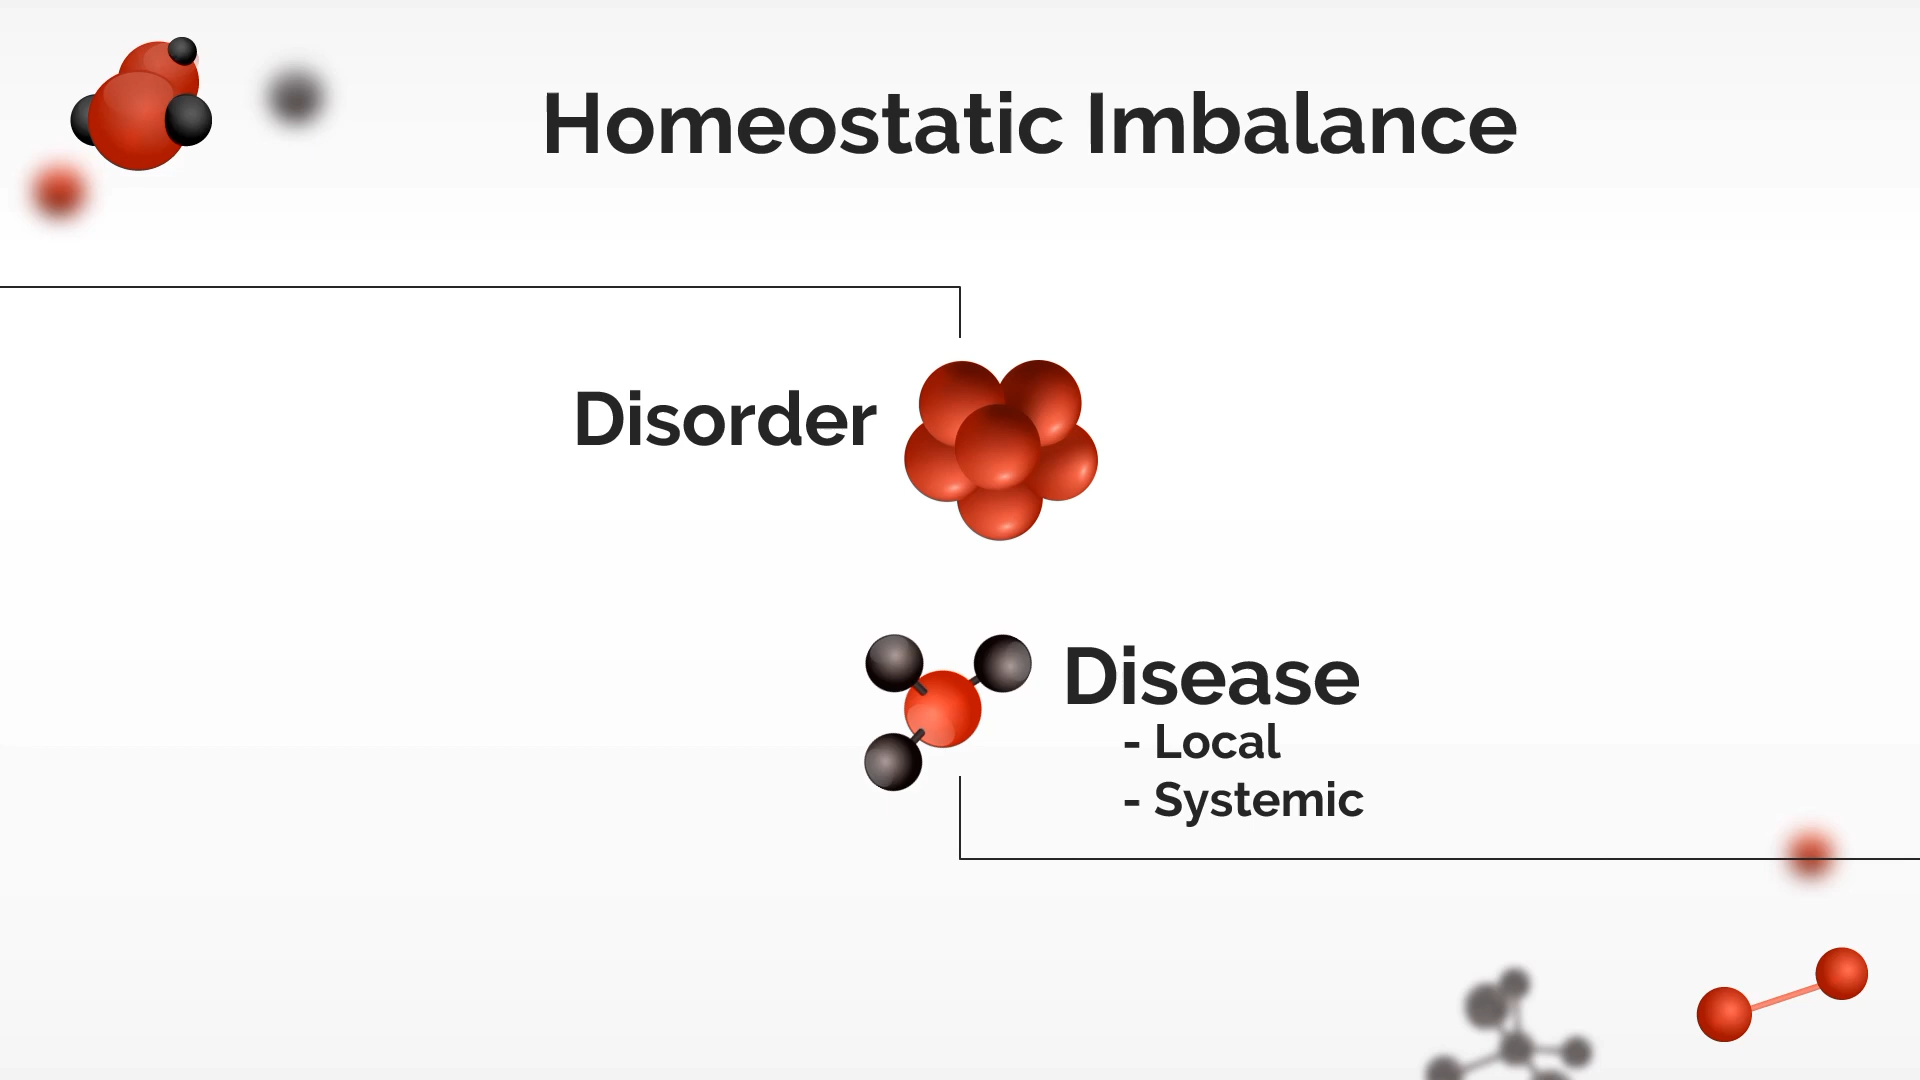 Homeostatic Imbalance
Disorder
Disease
- Local
- Systemic